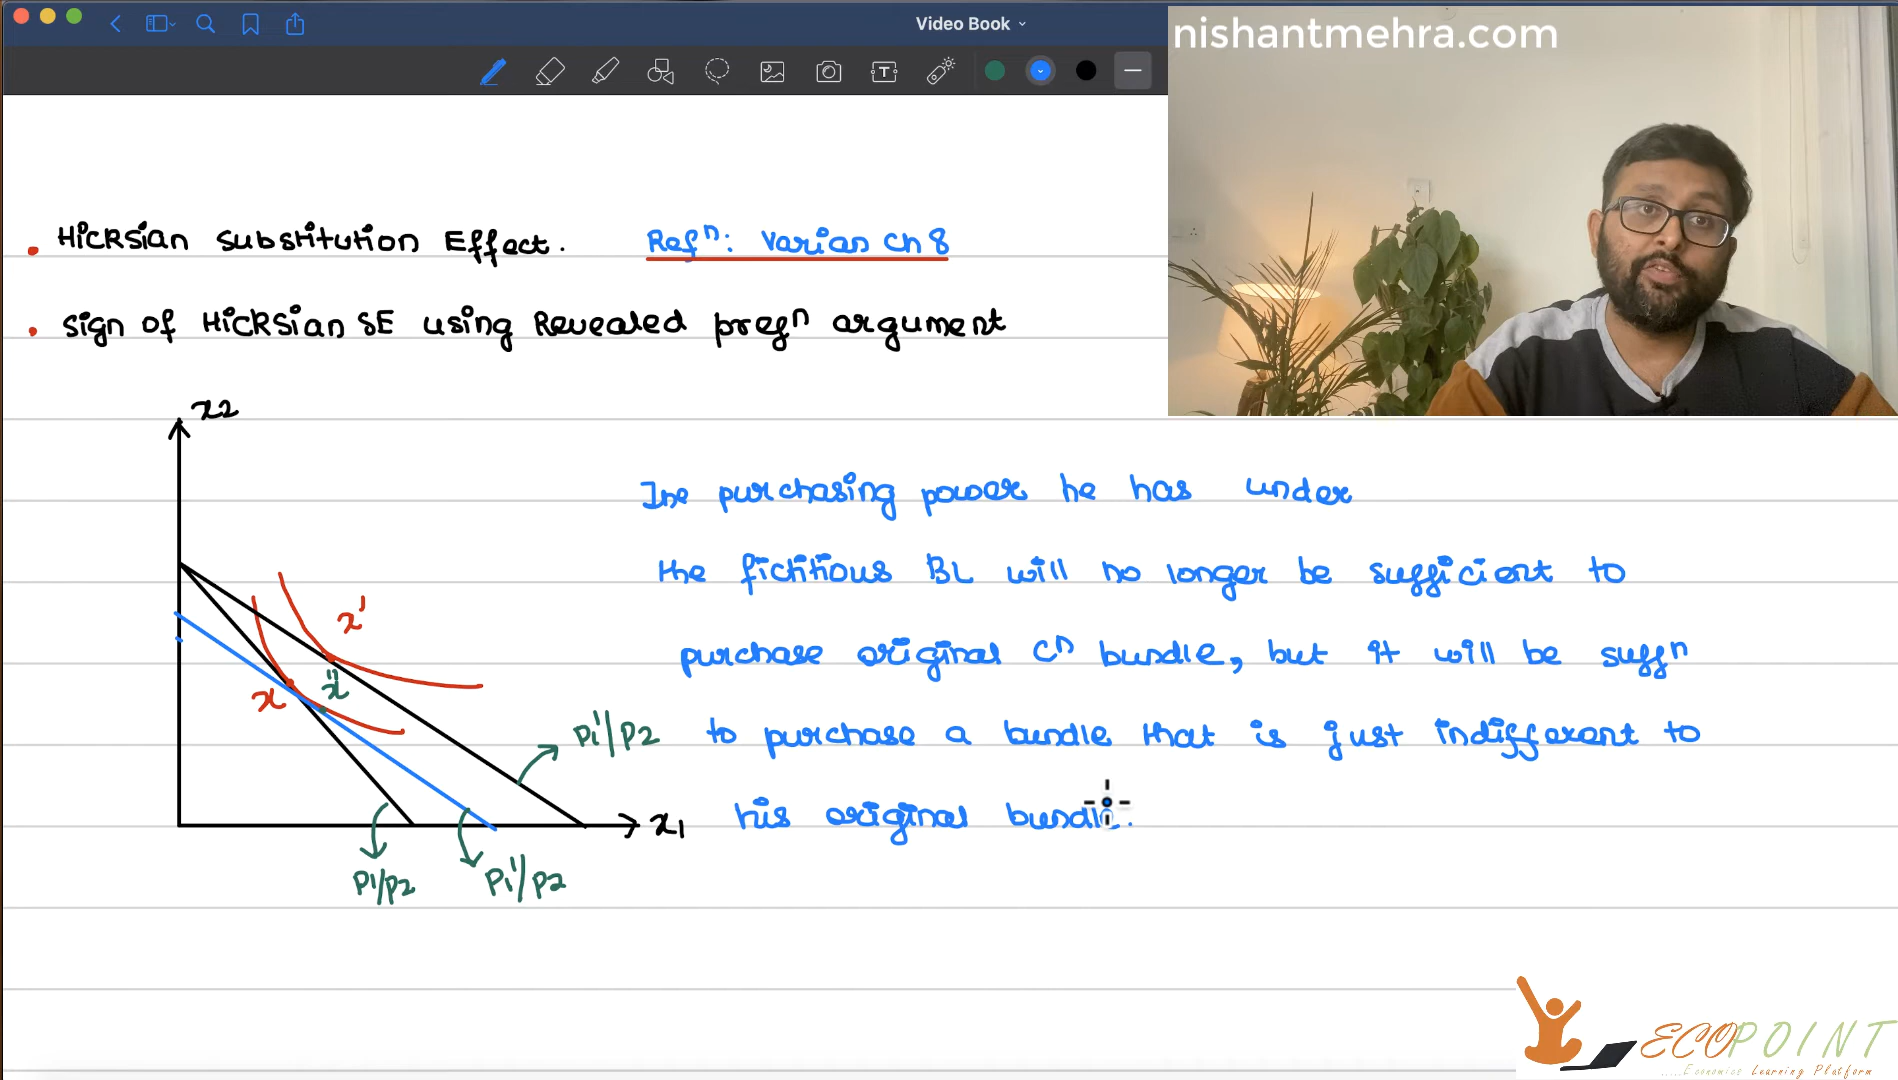 Video Book
nishantmehra.com
Hicksian Substitution Effect.
Refⁿ: Varian Ch 8
Sign of Hicksian SE using Revealed prefⁿ argument
x2
The purchasing power he has under
the fictitious BL will no longer be sufficient to
purchase original Cⁿ bundle, but it will be suffⁿ
to purchase a bundle that is just indifferent to
his original bundle.
x'
x
x''
p1'/p2
x1
p1/p2
p1'/p2
ECOPOINT
.....Economics Learning Platform